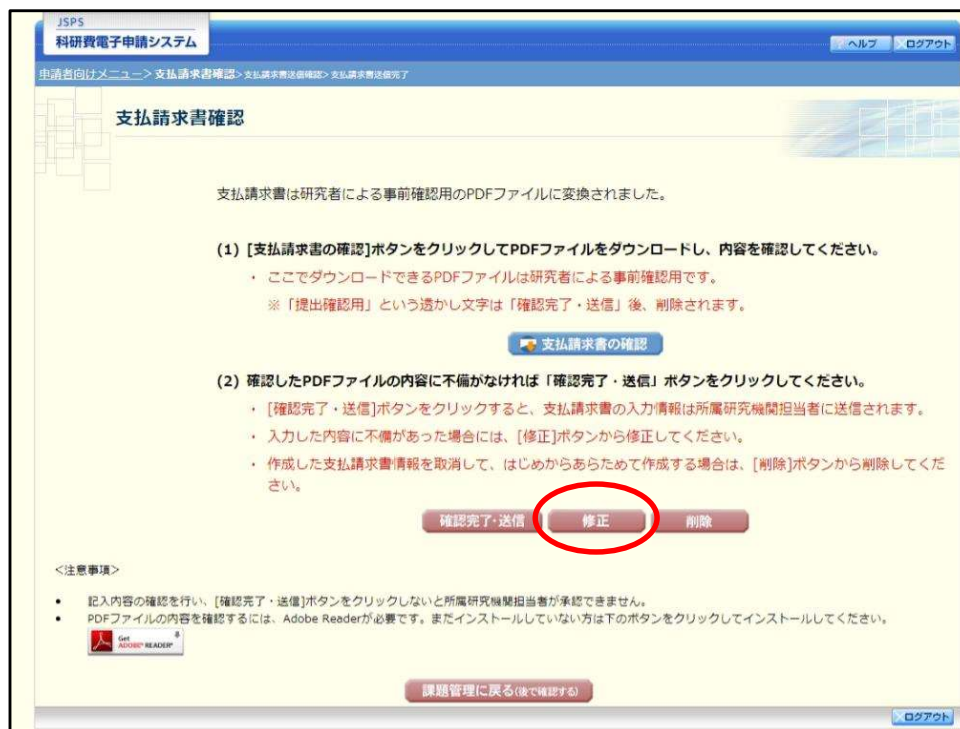 JSPS
科研費電子申請システム
ヘルプ
ログアウト
申請者向けメニュー>支払請求書確認>支払請求書送信確認>支払請求書送信完了
支払請求書確認
支払請求書は研究者による事前確認用のPDFファイルに変換されました。
(1) [支払請求書の確認]ボタンをクリックしてPDFファイルをダウンロードし、内容を確認してください。
・ ここでダウンロードできるPDFファイルは研究者による事前確認用です。
※「提出確認用」という透かし文字は「確認完了・送信」後、削除されます。
支払請求書の確認
(2) 確認したPDFファイルの内容に不備がなければ「確認完了・送信」ボタンをクリックしてください。
・ [確認完了・送信]ボタンをクリックすると、支払請求書の入力情報は所属研究機関担当者に送信されます。
・ 入力した内容に不備があった場合には、[修正]ボタンから修正してください。
・ 作成した支払請求書情報を取消して、はじめからあらためて作成する場合は、[削除]ボタンから削除してくだ
さい。
確認完了・送信
修正
削除
<注意事項>
• 記入内容の確認を行い、[確認完了・送信]ボタンをクリックしないと所属研究機関担当者が承認できません。
• PDFファイルの内容を確認するには、Adobe Readerが必要です。まだインストールしていない方は下のボタンをクリックしてインストールしてください。
Get
ADOBE® READER®
課題管理に戻る(後で確認する)
ログアウト